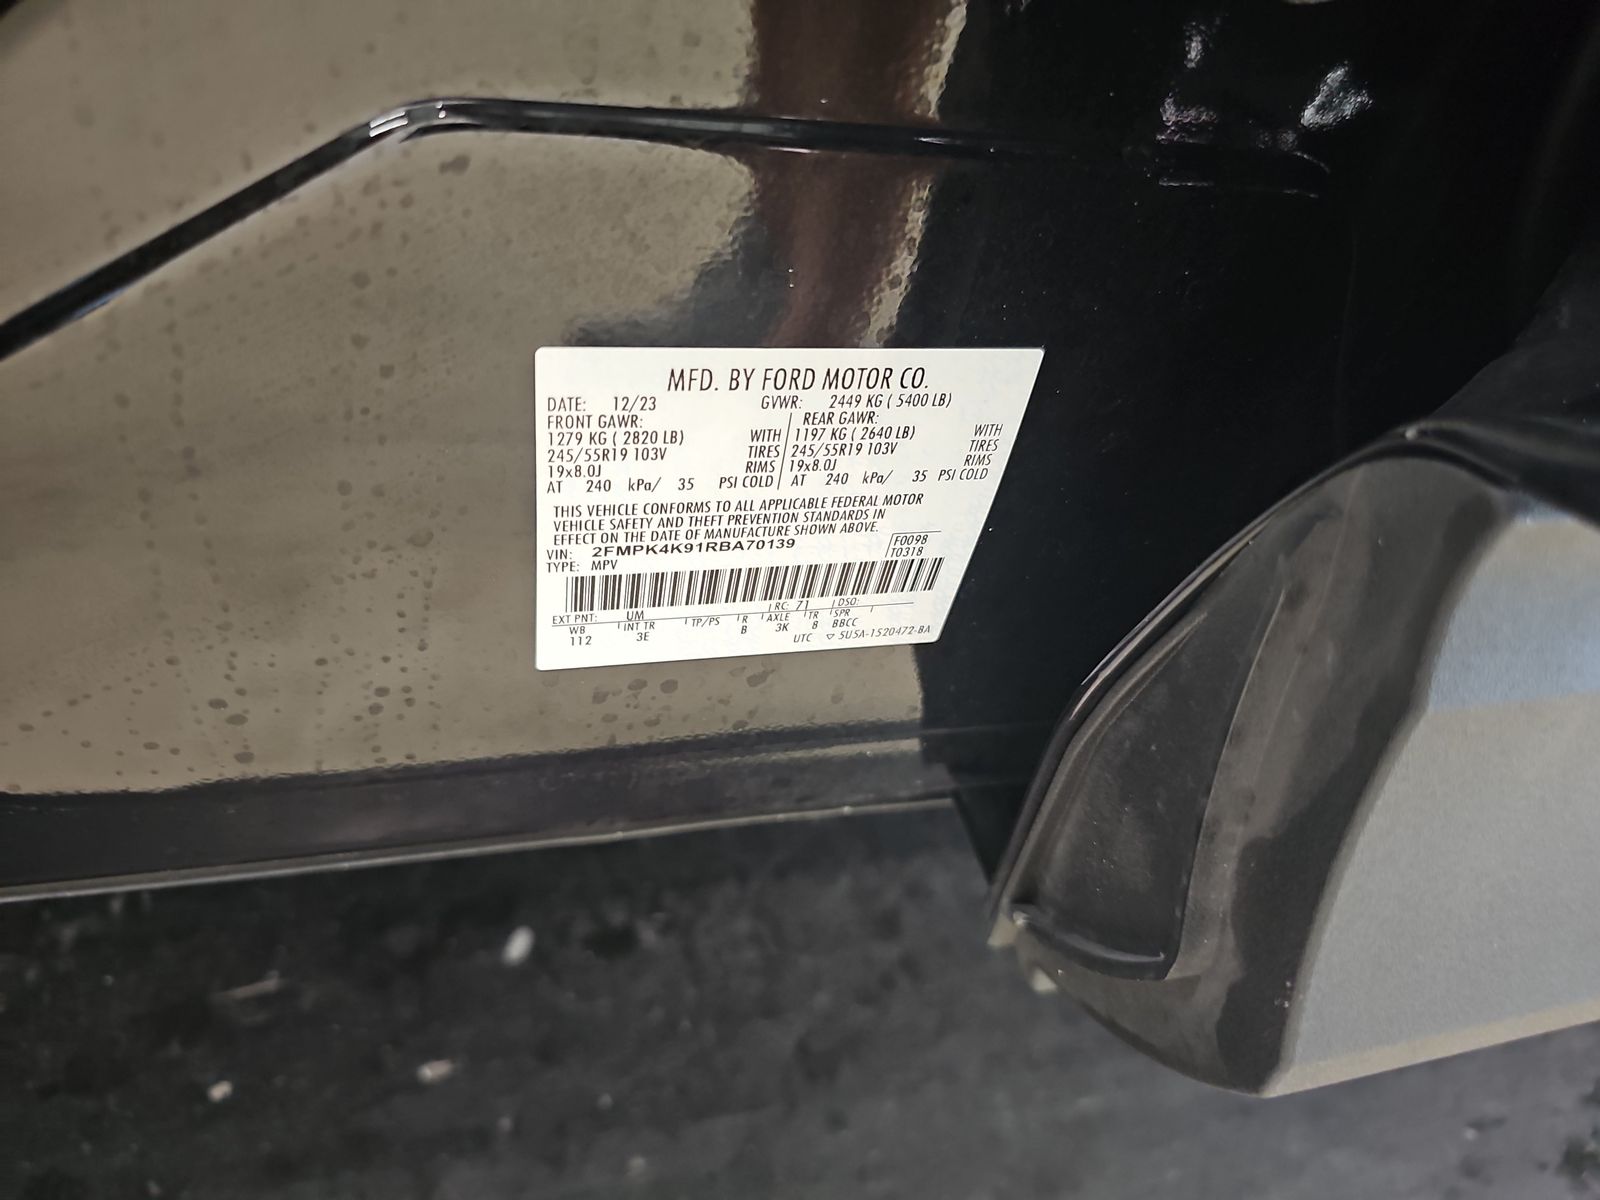 MFD. BY FORD MOTOR CO.
DATE: 12/23 GVWR: 2449 KG ( 5400 LB)
FRONT GAWR: REAR GAWR:
1279 KG ( 2820 LB) WITH 1197 KG ( 2640 LB) WITH
245/55R19 103V TIRES 245/55R19 103V TIRES
19x8.0J RIMS 19x8.0J RIMS
AT 240 kPa/ 35 PSI COLD AT 240 kPa/ 35 PSI COLD
THIS VEHICLE CONFORMS TO ALL APPLICABLE FEDERAL MOTOR
VEHICLE SAFETY AND THEFT PREVENTION STANDARDS IN
EFFECT ON THE DATE OF MANUFACTURE SHOWN ABOVE.
VIN: 2FMPK4K91RBA70139 F0098
TYPE: MPV T0318
EXT PNT: UM RC: 71 DSO:
WB INT TR TP/PS R AXLE TR SPR
112 3E B 3K B BBCC
UTC ▽ 5U5A-1520472-BA